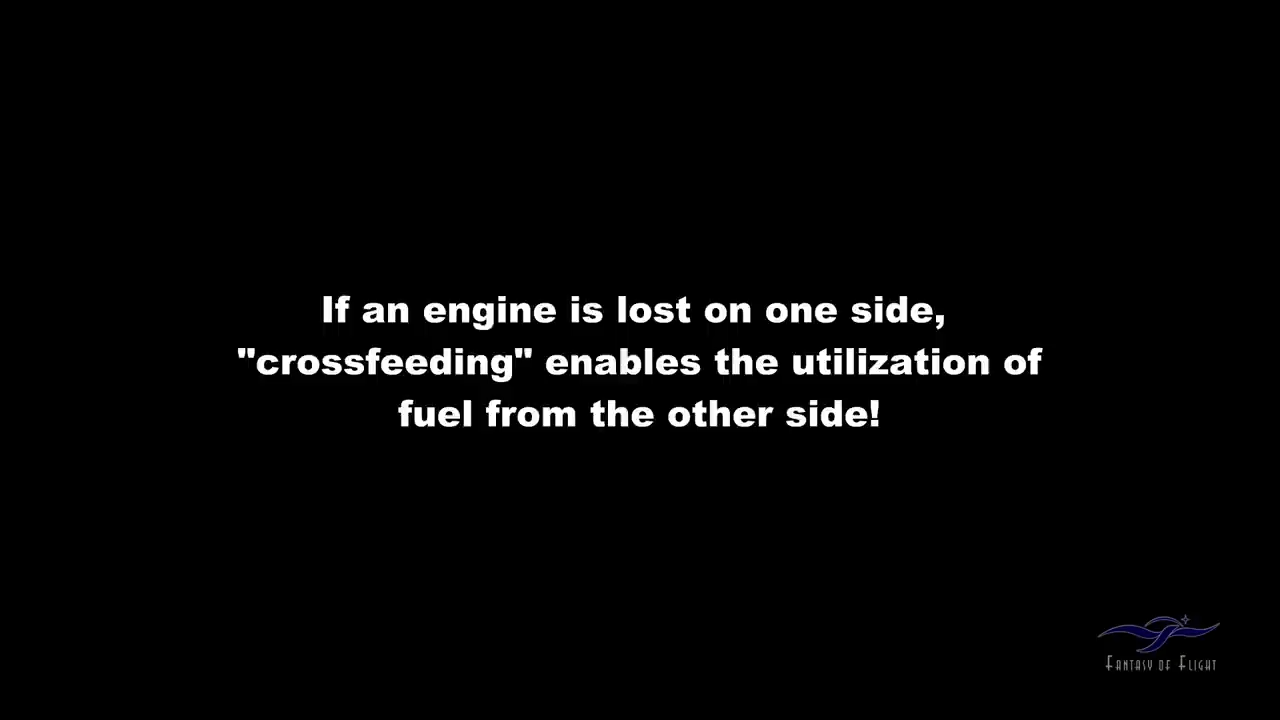 If an engine is lost on one side,
"crossfeeding" enables the utilization of
fuel from the other side!
Fantasy of Flight